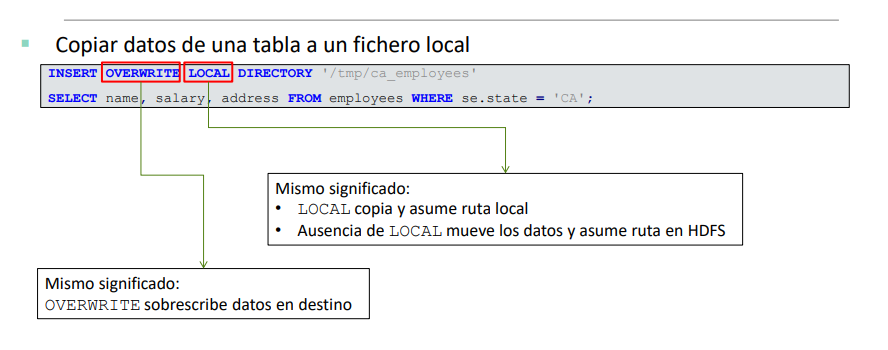 Copiar datos de una tabla a un fichero local
INSERT OVERWRITE LOCAL DIRECTORY '/tmp/ca_employees'
SELECT name, salary, address FROM employees WHERE se.state = 'CA';
Mismo significado:
• LOCAL copia y asume ruta local
• Ausencia de LOCAL mueve los datos y asume ruta en HDFS
Mismo significado:
OVERWRITE sobrescribe datos en destino